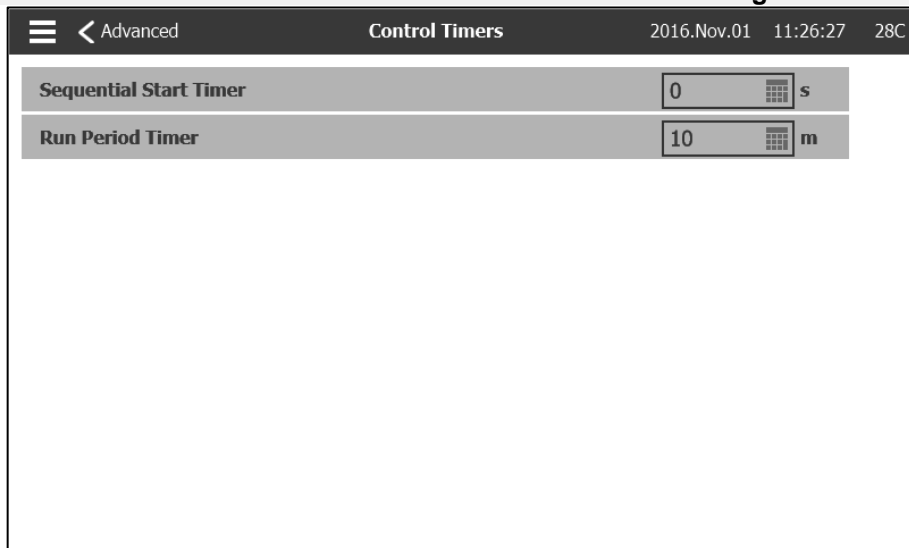 Advanced Control Timers 2016.Nov.01 11:26:27 28C
Sequential Start Timer 0 s
Run Period Timer 10 m